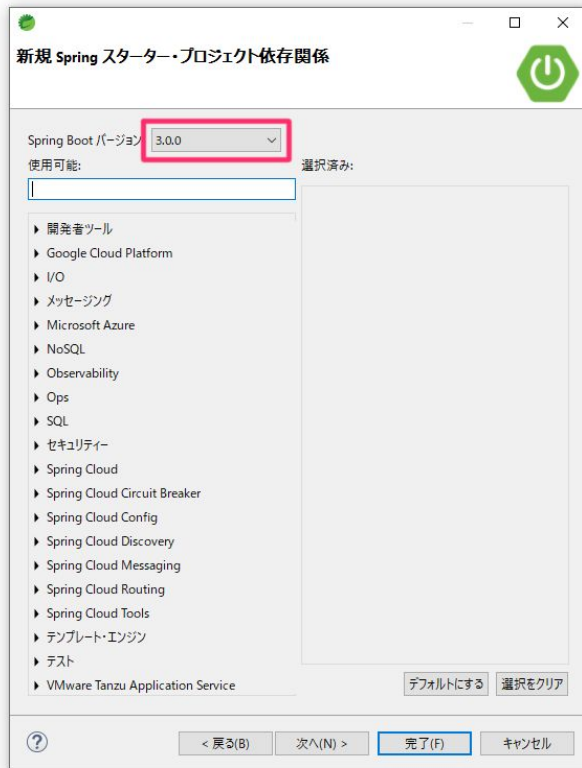 新規 Spring スターター・プロジェクト依存関係
Spring Boot バージョン 3.0.0
使用可能:
選択済み:
開発者ツール
Google Cloud Platform
I/O
メッセージング
Microsoft Azure
NoSQL
Observability
Ops
SQL
セキュリティー
Spring Cloud
Spring Cloud Circuit Breaker
Spring Cloud Config
Spring Cloud Discovery
Spring Cloud Messaging
Spring Cloud Routing
Spring Cloud Tools
テンプレート・エンジン
テスト
VMware Tanzu Application Service
デフォルトにする 選択をクリア
? < 戻る(B) 次へ(N) > 完了(F) キャンセル